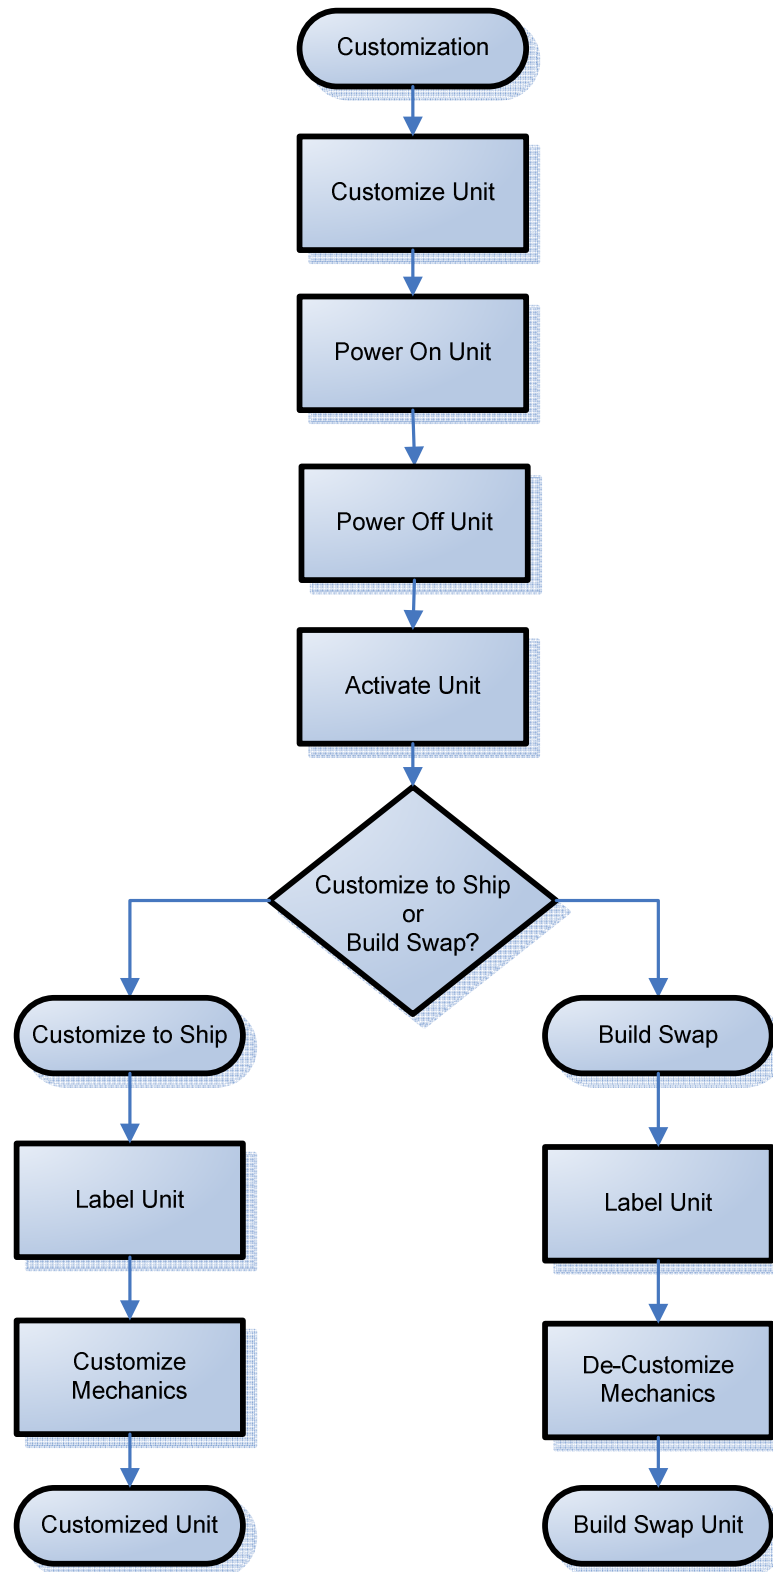 Customization
Customize Unit
Power On Unit
Power Off Unit
Activate Unit
Customize to Ship
or
Build Swap?
Customize to Ship
Build Swap
Label Unit
Label Unit
Customize
Mechanics
De-Customize
Mechanics
Customized Unit
Build Swap Unit